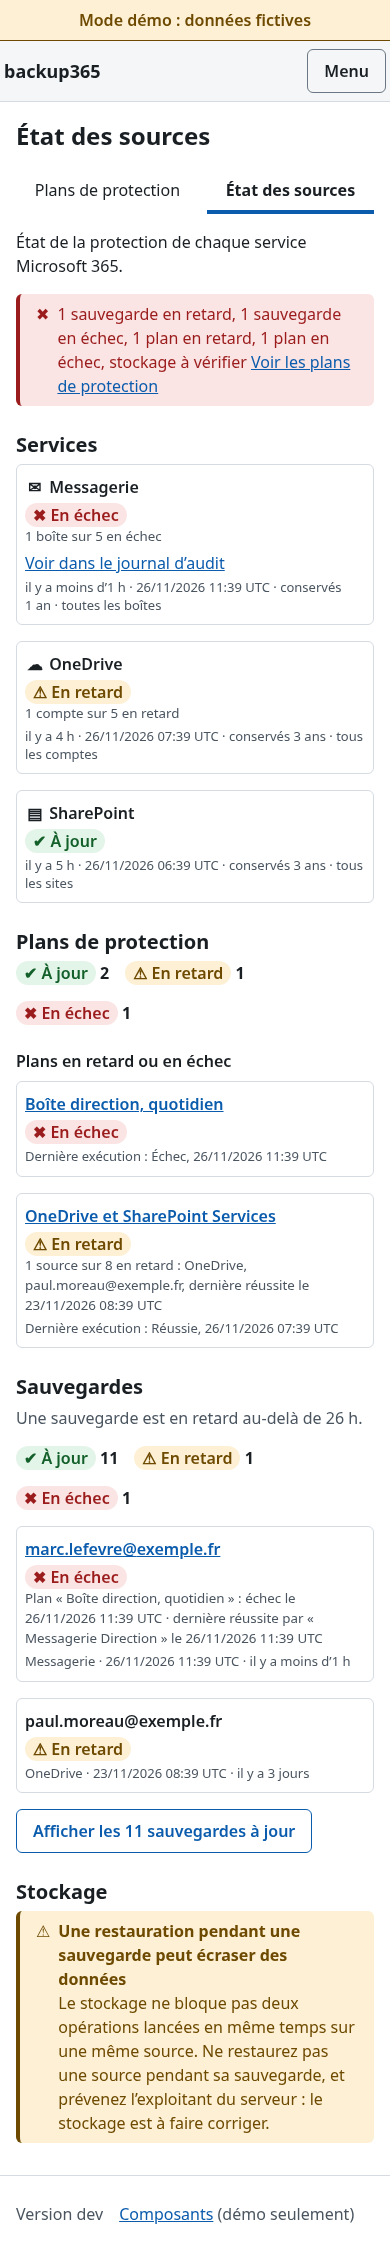 Mode démo : données fictives
backup365
Menu
État des sources
Plans de protection
État des sources
État de la protection de chaque service
Microsoft 365.
✖ 1 sauvegarde en retard, 1 sauvegarde
en échec, 1 plan en retard, 1 plan en
échec, stockage à vérifier Voir les plans
de protection
Services
✉ Messagerie
✖ En échec
1 boîte sur 5 en échec
Voir dans le journal d’audit
il y a moins d’1 h · 26/11/2026 11:39 UTC · conservés
1 an · toutes les boîtes
☁ OneDrive
⚠ En retard
1 compte sur 5 en retard
il y a 4 h · 26/11/2026 07:39 UTC · conservés 3 ans · tous
les comptes
▤ SharePoint
✔ À jour
il y a 5 h · 26/11/2026 06:39 UTC · conservés 3 ans · tous
les sites
Plans de protection
✔ À jour 2 ⚠ En retard 1
✖ En échec 1
Plans en retard ou en échec
Boîte direction, quotidien
✖ En échec
Dernière exécution : Échec, 26/11/2026 11:39 UTC
OneDrive et SharePoint Services
⚠ En retard
1 source sur 8 en retard : OneDrive,
paul.moreau@exemple.fr, dernière réussite le
23/11/2026 08:39 UTC
Dernière exécution : Réussie, 26/11/2026 07:39 UTC
Sauvegardes
Une sauvegarde est en retard au-delà de 26 h.
✔ À jour 11 ⚠ En retard 1
✖ En échec 1
marc.lefevre@exemple.fr
✖ En échec
Plan « Boîte direction, quotidien » : échec le
26/11/2026 11:39 UTC · dernière réussite par «
Messagerie Direction » le 26/11/2026 11:39 UTC
Messagerie · 26/11/2026 11:39 UTC · il y a moins d’1 h
paul.moreau@exemple.fr
⚠ En retard
OneDrive · 23/11/2026 08:39 UTC · il y a 3 jours
Afficher les 11 sauvegardes à jour
Stockage
⚠ Une restauration pendant une
sauvegarde peut écraser des
données
Le stockage ne bloque pas deux
opérations lancées en même temps sur
une même source. Ne restaurez pas
une source pendant sa sauvegarde, et
prévenez l’exploitant du serveur : le
stockage est à faire corriger.
Version dev Composants (démo seulement)